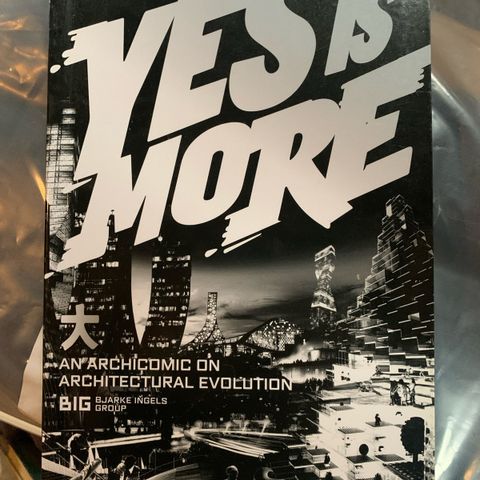 YES IS
MORE
大
AN ARCHICOMIC ON
ARCHITECTURAL EVOLUTION
BIG BJARKE INGELS
GROUP